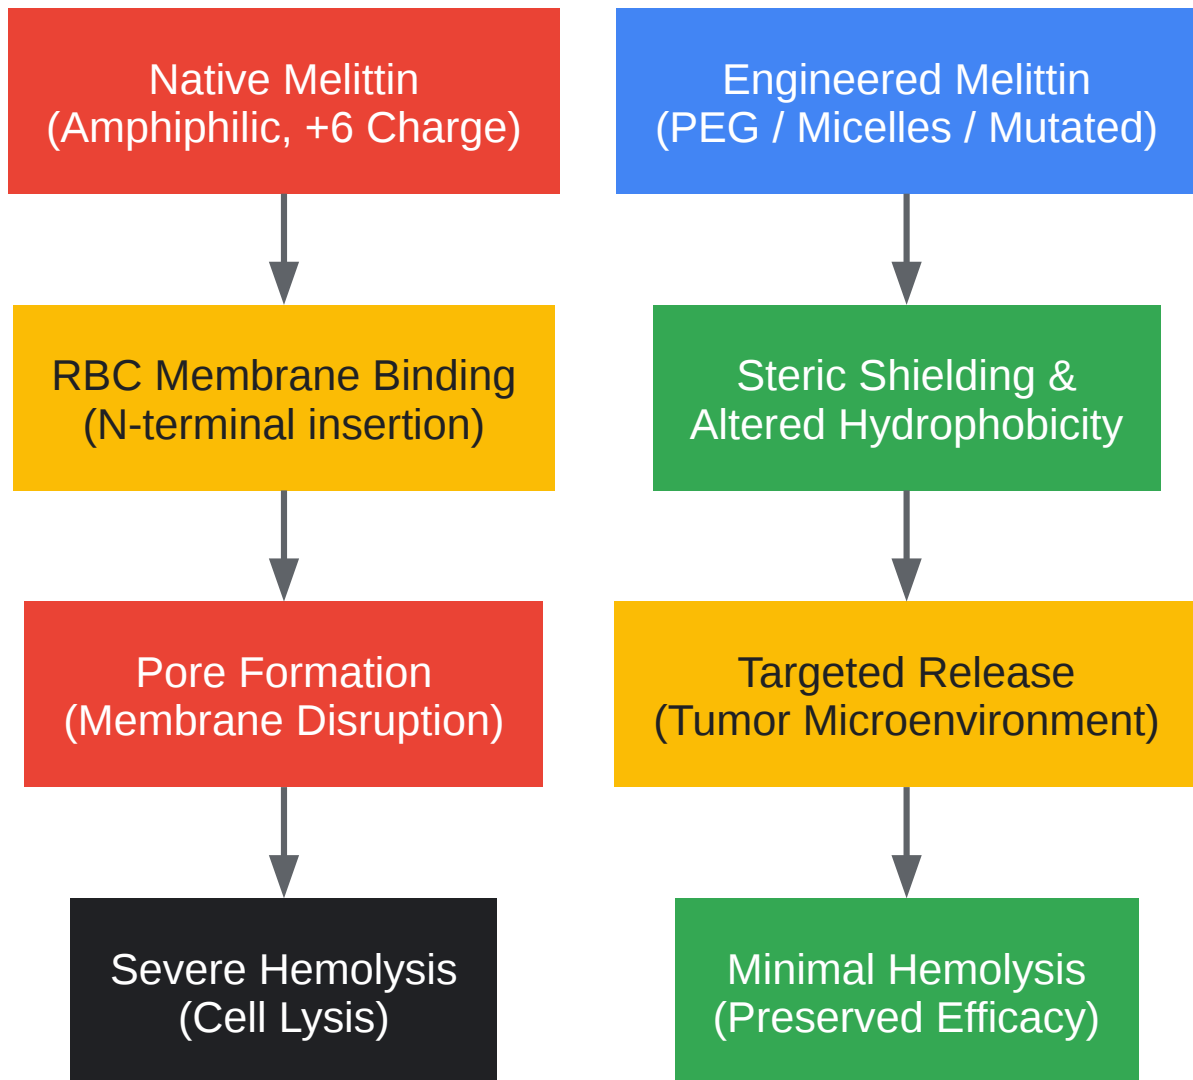 Native Melittin
(Amphiphilic, +6 Charge)
RBC Membrane Binding
(N-terminal insertion)
Pore Formation
(Membrane Disruption)
Severe Hemolysis
(Cell Lysis)
Engineered Melittin
(PEG / Micelles / Mutated)
Steric Shielding &
Altered Hydrophobicity
Targeted Release
(Tumor Microenvironment)
Minimal Hemolysis
(Preserved Efficacy)